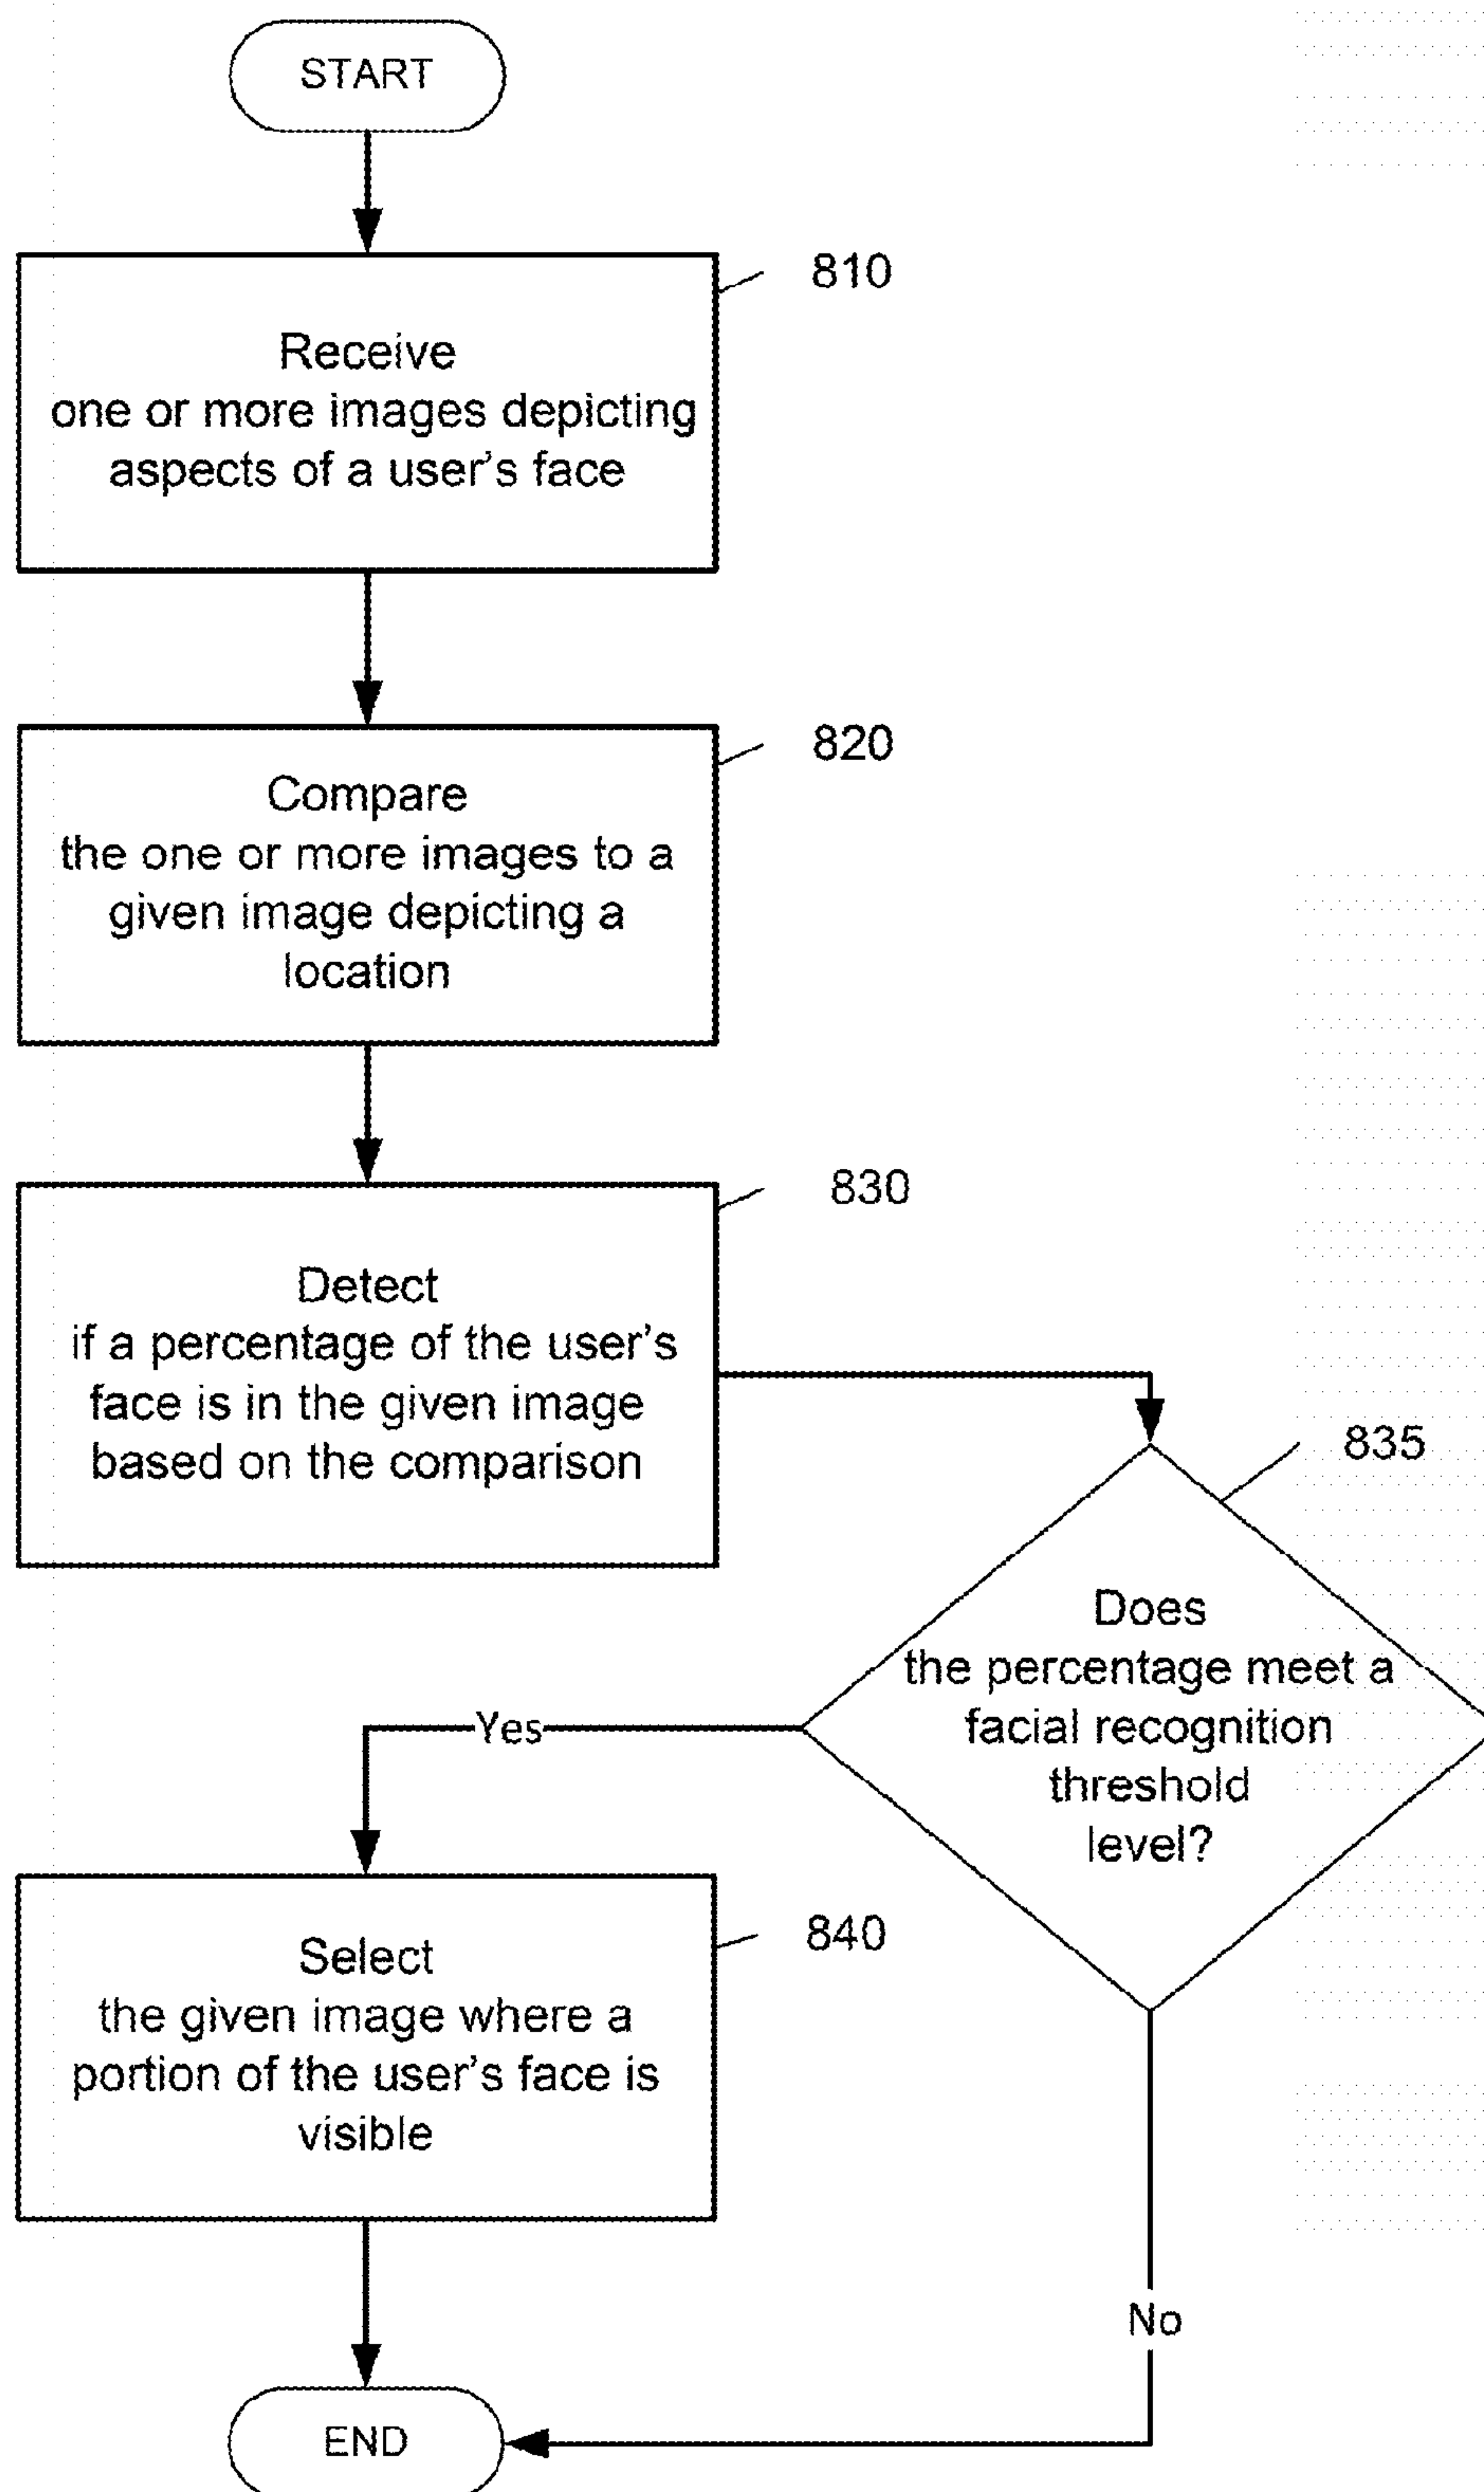 START
810
Receive
one or more images depicting
aspects of a user's face
820
Compare
the one or more images to a
given image depicting a
location
830
Detect
if a percentage of the user's
face is in the given image
based on the comparison
835
Does
the percentage meet a
facial recognition
threshold
level?
Yes
840
Select
the given image where a
portion of the user's face is
visible
No
END